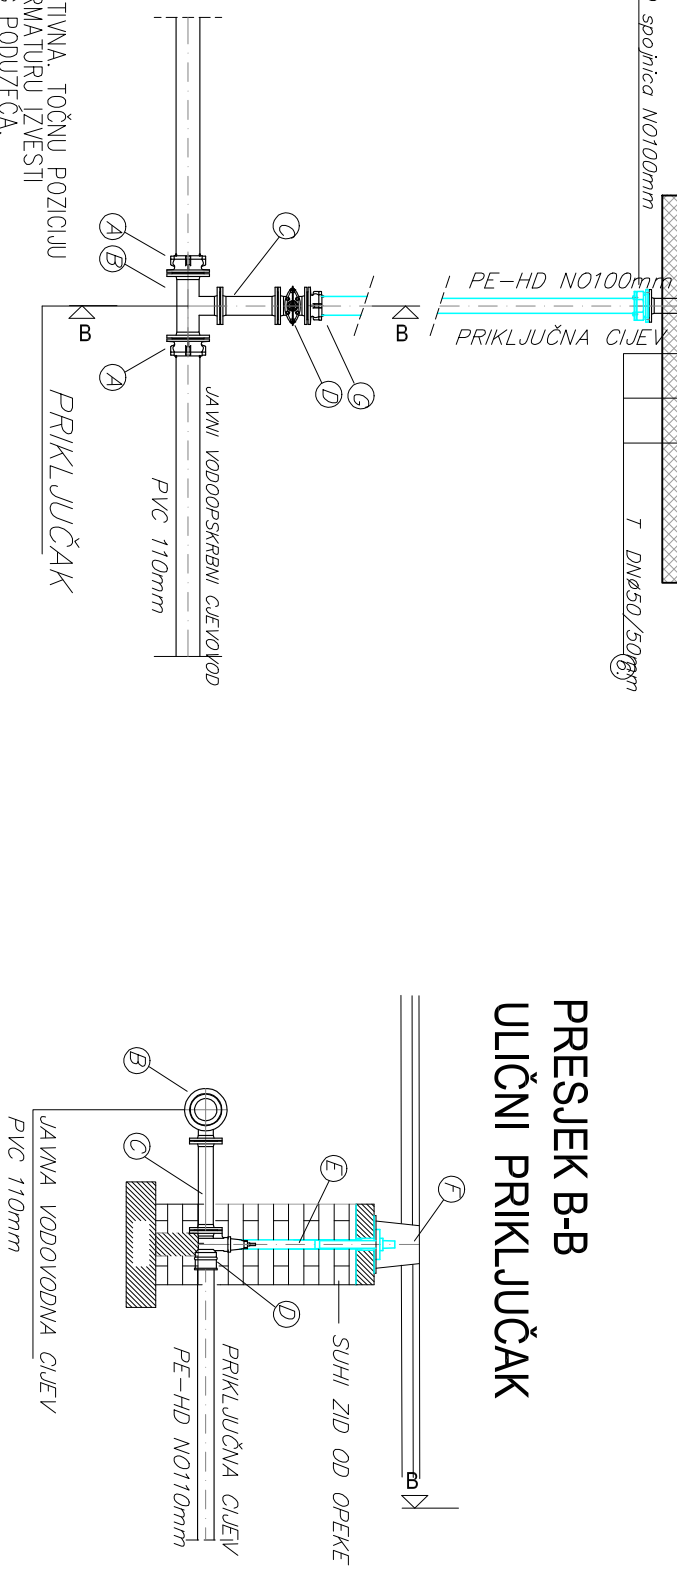 TIVNA. TOČNU POZICIJU
RMATURU IZVESTI
PODUZEĆA.
spojnica NO100mm
A
B
A
C
D
G
B
B
PE-HD NO100mm
PRIKLJUČNA CIJEV
PRIKLJUČAK
JAVNI VODOOPSKRBNI CJEVOVOD
PVC 110mm
T DNø50/50mm
6.
PRESJEK B-B
ULIČNI PRIKLJUČAK
B
C
E
F
D
B
JAVNA VODOVODNA CIJEV
PVC 110mm
PRIKLJUČNA CIJEV
PE-HD NO110mm
SUHI ZID OD OPEKE